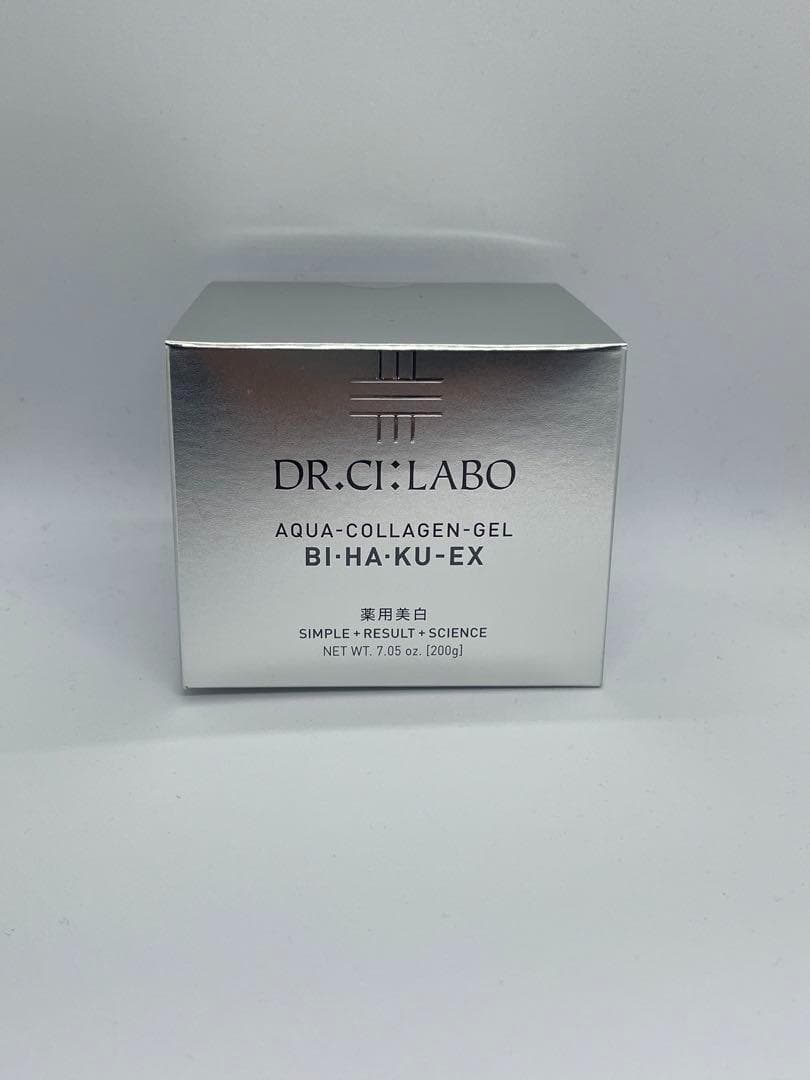 DR.CI:LABO
AQUA-COLLAGEN-GEL
BI·HA·KU-EX
薬用美白
SIMPLE+RESULT+SCIENCE
NET WT. 7.05 oz. [200g]